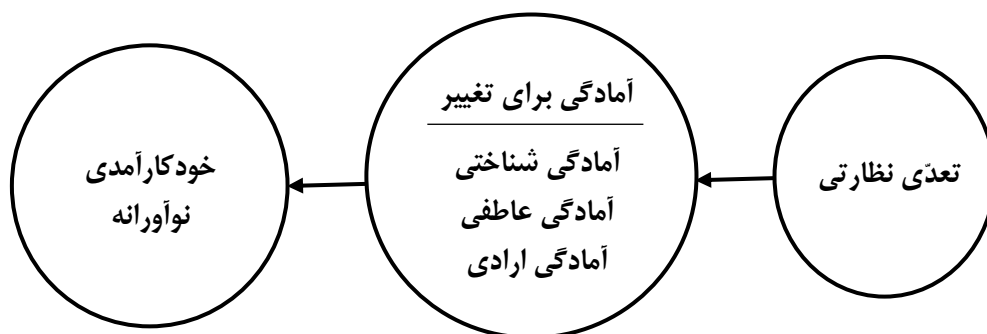 تعدّی نظارتی
آمادگی برای تغییر
آمادگی شناختی
آمادگی عاطفی
آمادگی ارادی
خودکارآمدی
نوآورانه